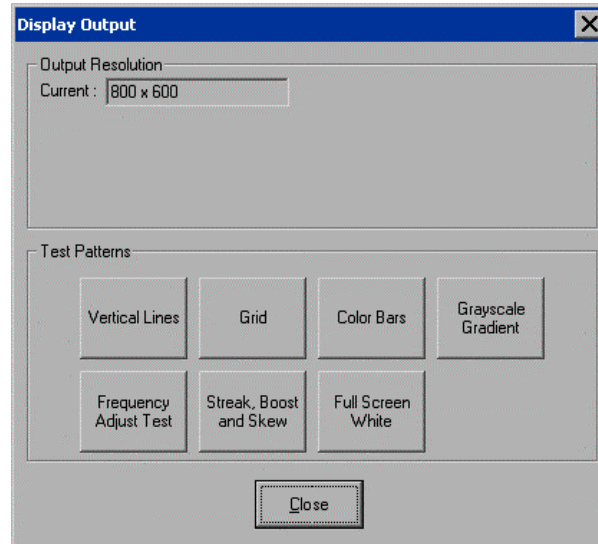 Display Output
Output Resolution
Current : 800 x 600
Test Patterns
Vertical Lines
Grid
Color Bars
Grayscale
Gradient
Frequency
Adjust Test
Streak, Boost
and Skew
Full Screen
White
Close